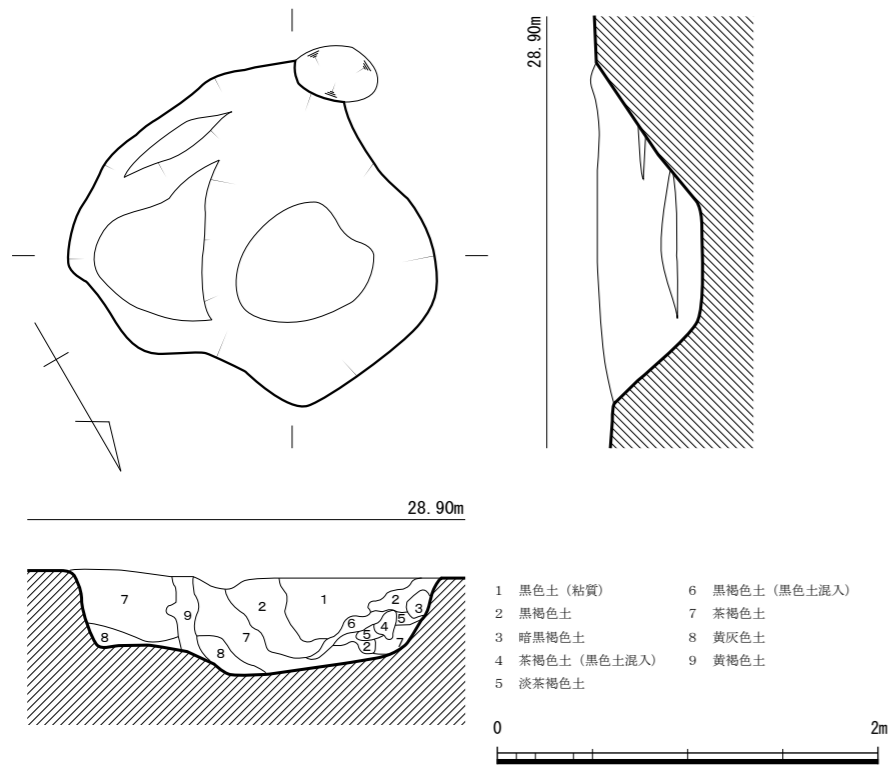 28.90m
28.90m
7
9
8
7
8
2
1
6
2
3
5
4
5
2
7
1 黒色土（粘質）
2 黒褐色土
3 暗黒褐色土
4 茶褐色土（黒色土混入）
5 淡茶褐色土
6 黒褐色土（黒色土混入）
7 茶褐色土
8 黄灰色土
9 黄褐色土
0 2m